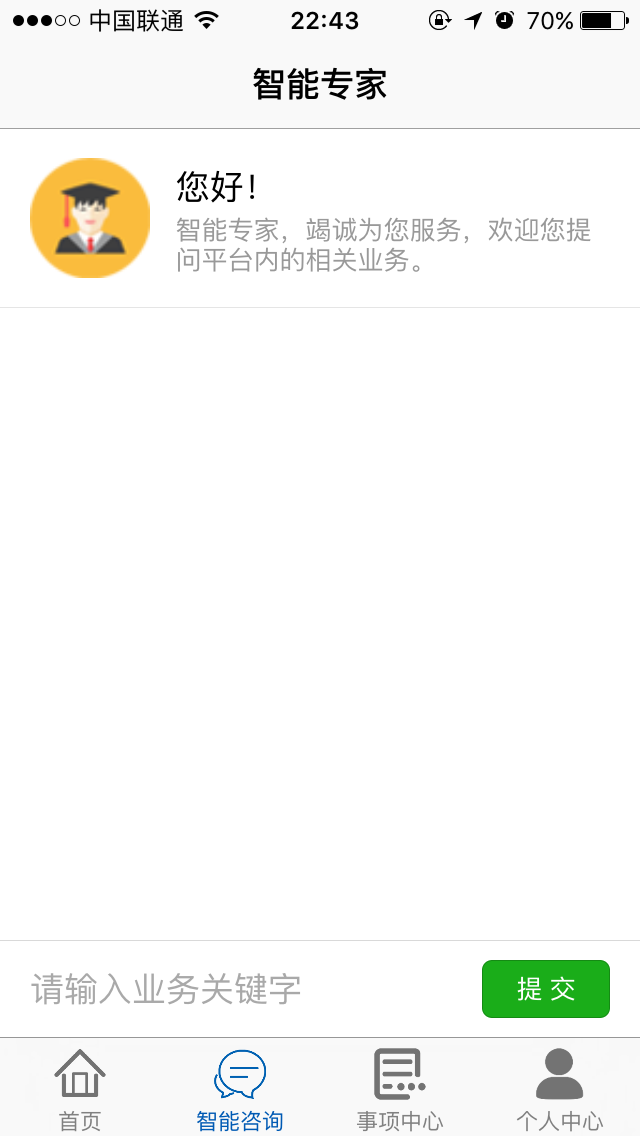 中国联通 22:43 70%
智能专家
您好！
智能专家，竭诚为您服务，欢迎您提
问平台内的相关业务。
请输入业务关键字 提 交
首页 智能咨询 事项中心 个人中心